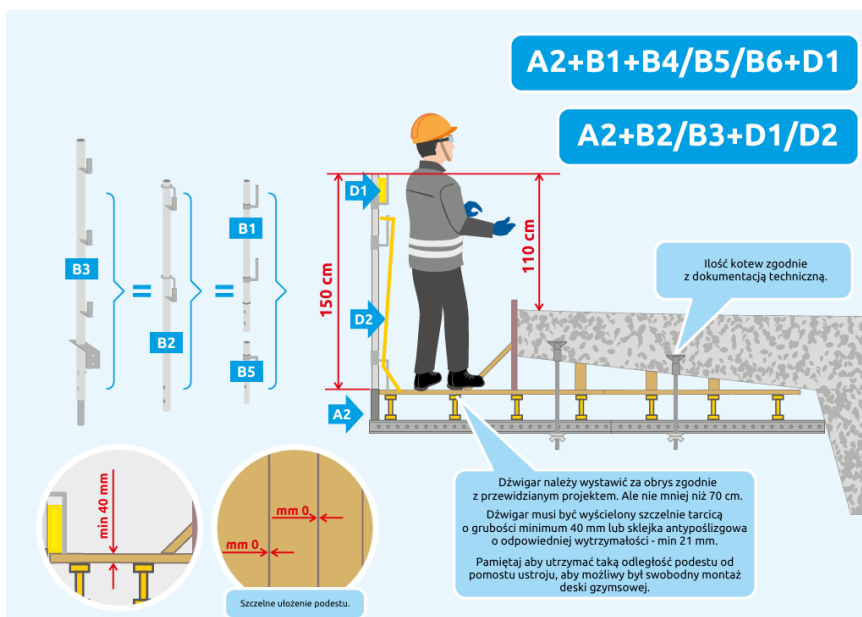 A2+B1+B4/B5/B6+D1
A2+B2/B3+D1/D2
D1
B1
B3
150 cm
110 cm
Ilość kotew zgodnie
z dokumentacją techniczną.
D2
B2
B5
A2
min 40 mm
mm 0
mm 0
Szczelne ułożenie podestu.
Dźwigar należy wystawić za obrys zgodnie
z przewidzianym projektem. Ale nie mniej niż 70 cm.
Dźwigar musi być wyścielony szczelnie tarcicą
o grubości minimum 40 mm lub sklejka antypoślizgowa
o odpowiedniej wytrzymałości - min 21 mm.
Pamiętaj aby utrzymać taką odległość podestu od
pomostu ustroju, aby możliwy był swobodny montaż
deski gzymsowej.